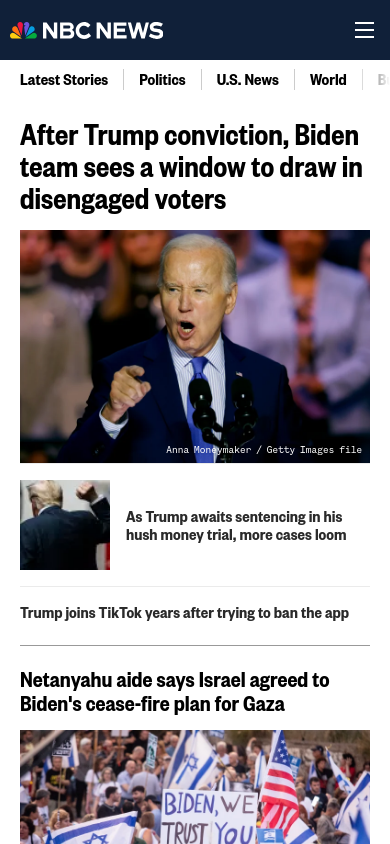 NBC NEWS
Latest Stories
Politics
U.S. News
World
After Trump conviction, Biden
team sees a window to draw in
disengaged voters
Anna Moneymaker / Getty Images file
As Trump awaits sentencing in his
hush money trial, more cases loom
Trump joins TikTok years after trying to ban the app
Netanyahu aide says Israel agreed to
Biden's cease-fire plan for Gaza
BIDEN, WE
TRUST YOU